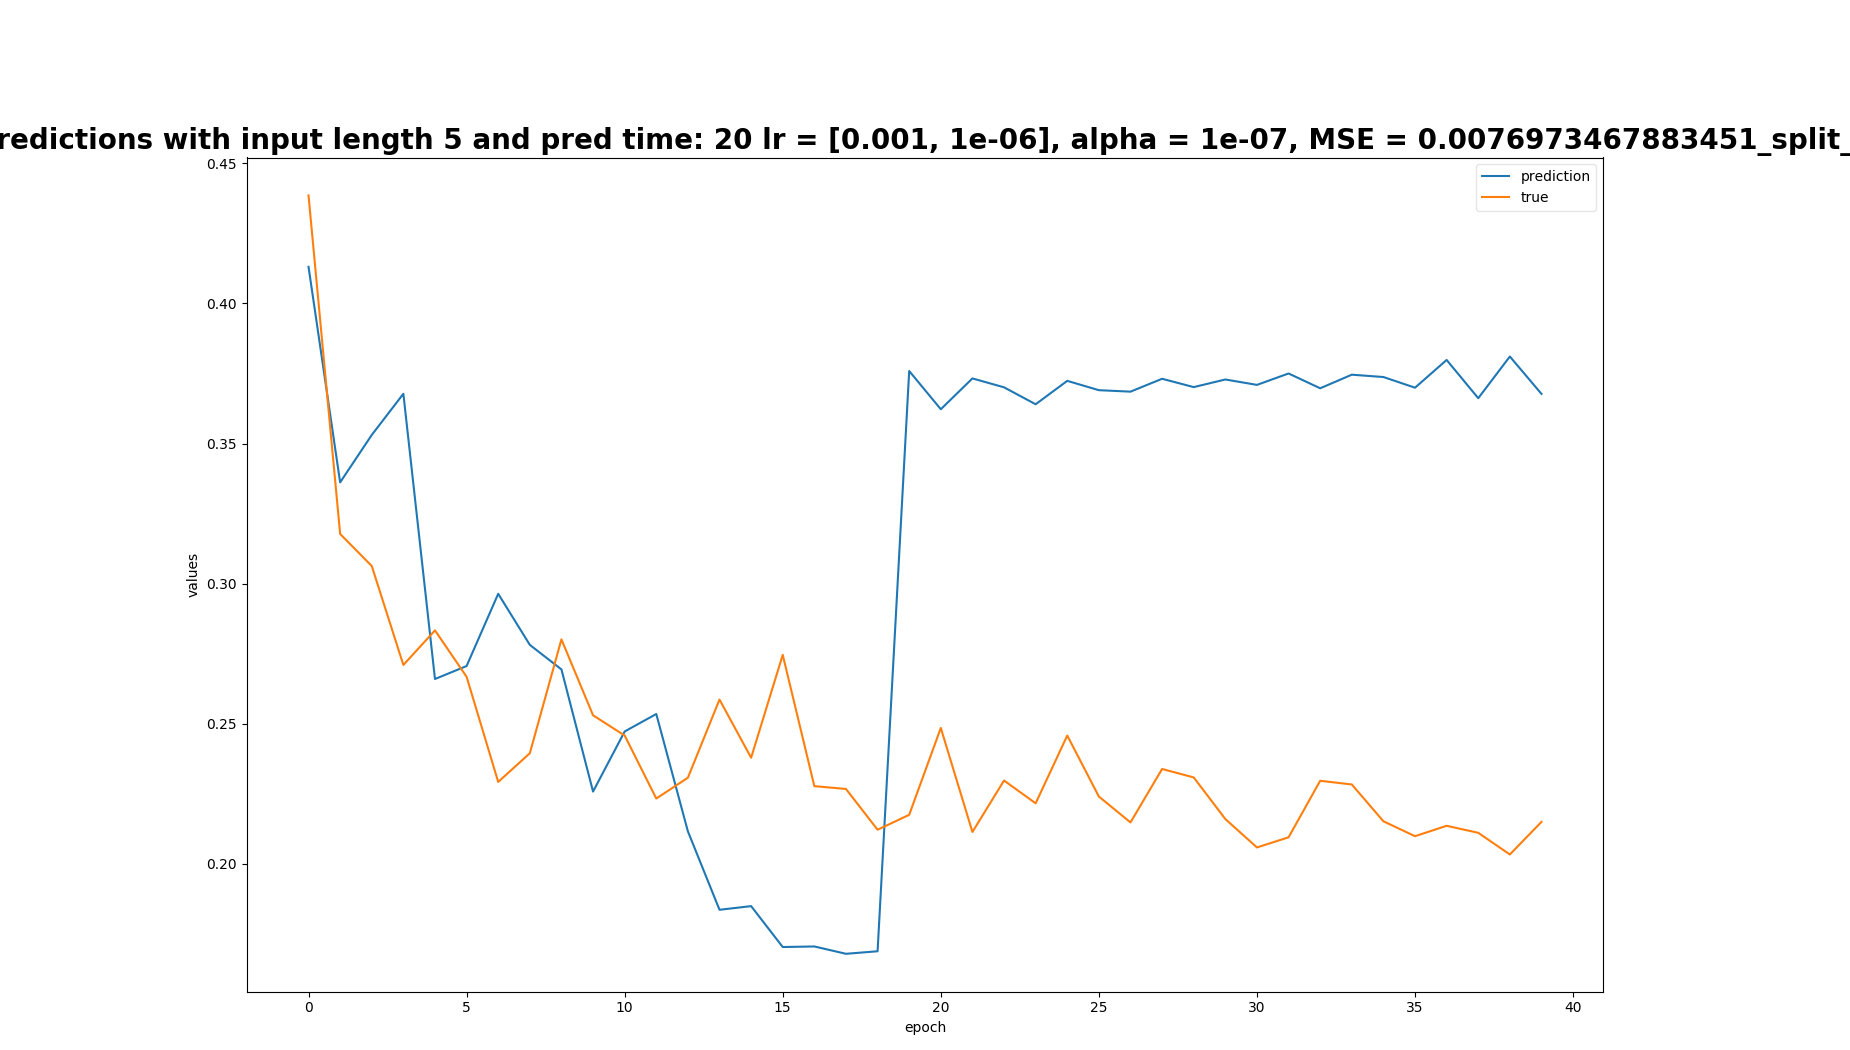 redictions with input length 5 and pred time: 20 lr = [0.001, 1e-06], alpha = 1e-07, MSE = 0.0076973467883451_split_
0.45
0.40
0.35
0.30
0.25
0.20
values
prediction
true
0 5 10 15 20 25 30 35 40
epoch